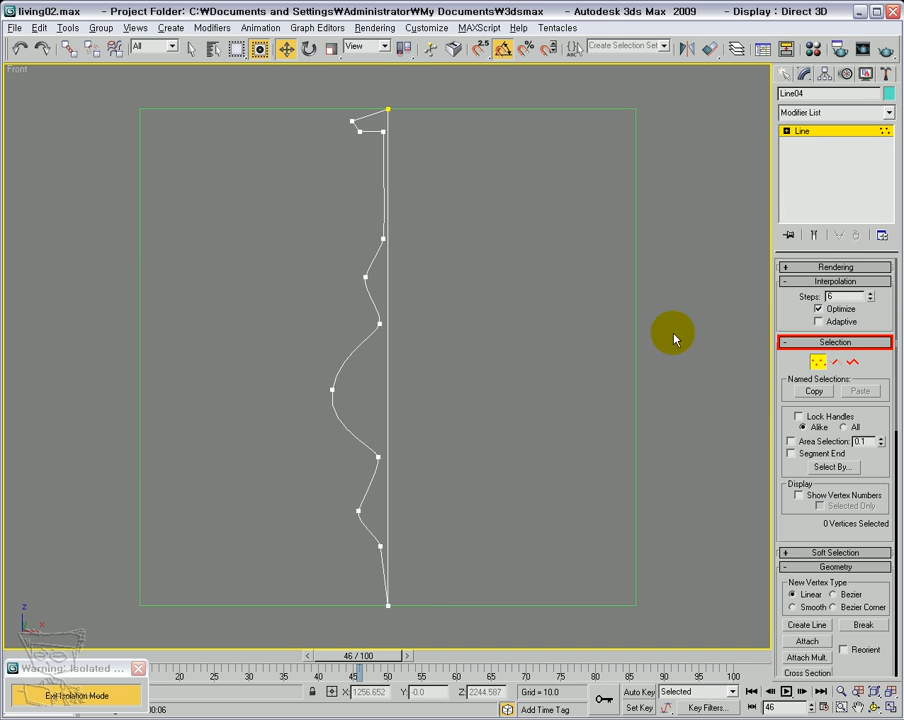 living02.max - Project Folder: C:₩Documents and Settings₩Administrator₩My Documents₩3dsmax - Autodesk 3ds Max 2009 - Display : Direct 3D
File Edit Tools Group Views Create Modifiers Animation Graph Editors Rendering Customize MAXScript Help Tentacles
All View 2.5 Create Selection Set
Front
Line04
Modifier List
Line
+ Rendering
- Interpolation
Steps: 6
Optimize
Adaptive
- Selection
Named Selections:
Copy Paste
Lock Handles
Alike All
Area Selection: 0.1
Segment End
Select By...
Display
Show Vertex Numbers
Selected Only
0 Vertices Selected
+ Soft Selection
- Geometry
New Vertex Type
Linear Bezier
Smooth Bezier Corner
Create Line Break
Attach
Reorient
Attach Mult.
Cross Section
z
x
46 / 100
Warning: Isolated ...
20 25 30 35 40 45 50 55 60 65 70 75 80 85 90 95 100
Exit Isolation Mode
X: 1256.652 Y: -0.0 Z: 2244.587 Grid = 10.0 Auto Key Selected
:00:06 Add Time Tag Set Key Key Filters... 46